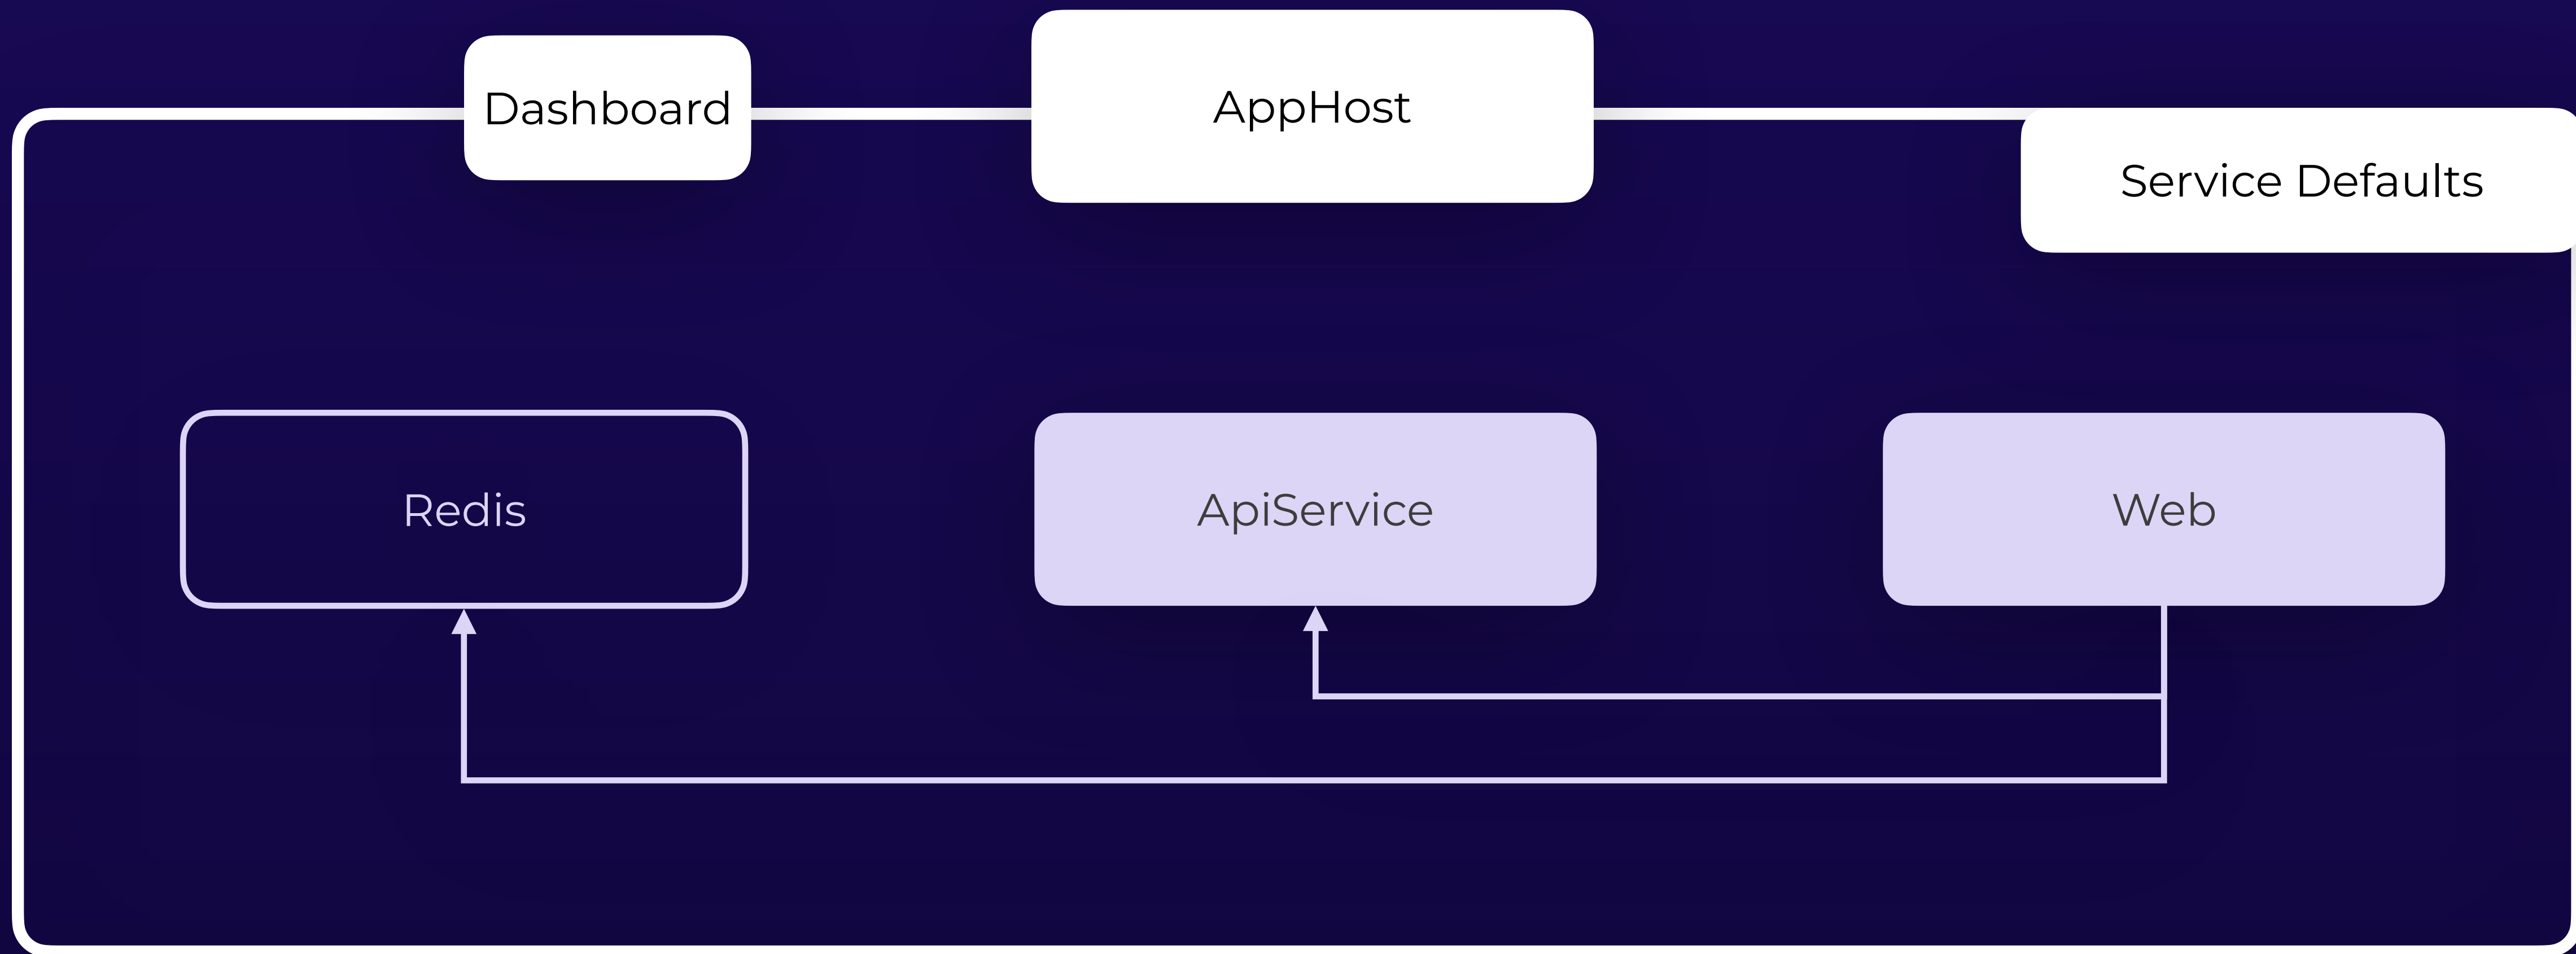 Dashboard
AppHost
Service Defaults
Redis
ApiService
Web